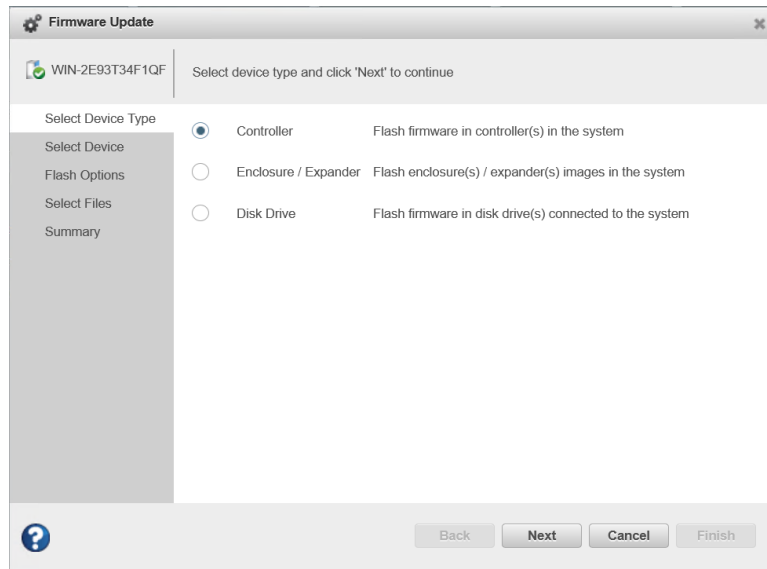 Firmware Update
WIN-2E93T34F1QF
Select device type and click 'Next' to continue
Select Device Type
Select Device
Flash Options
Select Files
Summary
Controller Flash firmware in controller(s) in the system
Enclosure / Expander Flash enclosure(s) / expander(s) images in the system
Disk Drive Flash firmware in disk drive(s) connected to the system
? Back Next Cancel Finish